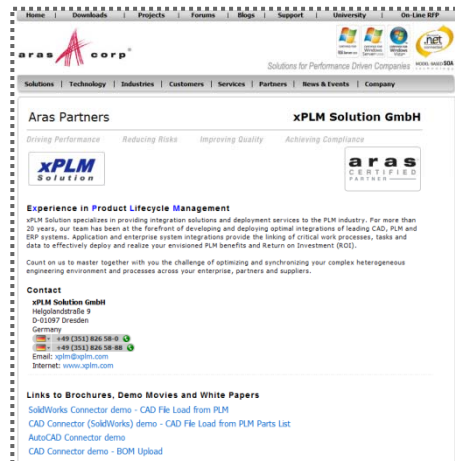 Home | Downloads | Projects | Forums | Blogs | Support | University | On-Line RFP
aras corp®
.net
Solutions for Performance Driven Companies MODEL-BASED SOA
Solutions | Technology | Industries | Customers | Services | Partners | News & Events | Company
Aras Partners xPLM Solution GmbH
Driving Performance Reducing Risks Improving Quality Achieving Compliance
xPLM
Solution
aras
CERTIFIED
PARTNER
Experience in Product Lifecycle Management
xPLM Solution specializes in providing integration solutions and deployment services to the PLM industry. For more than
20 years, our team has been at the forefront of developing and deploying optimal integrations of leading CAD, PLM and
ERP systems. Application and enterprise system integrations provide the linking of critical work processes, tasks and
data to effectively deploy and realize your envisioned PLM benefits and Return on Investment (ROI).
Count on us to master together with you the challenge of optimizing and synchronizing your complex heterogeneous
engineering environment and processes across your enterprise, partners and suppliers.
Contact
xPLM Solution GmbH
Helgolandstraße 9
D-01097 Dresden
Germany
+49 (351) 826 58-0
+49 (351) 826 58-88
Email: xplm@xplm.com
Internet: www.xplm.com
Links to Brochures, Demo Movies and White Papers
SolidWorks Connector demo - CAD File Load from PLM
CAD Connector (SolidWorks) demo - CAD File Load from PLM Parts List
AutoCAD Connector demo
CAD Connector demo - BOM Upload